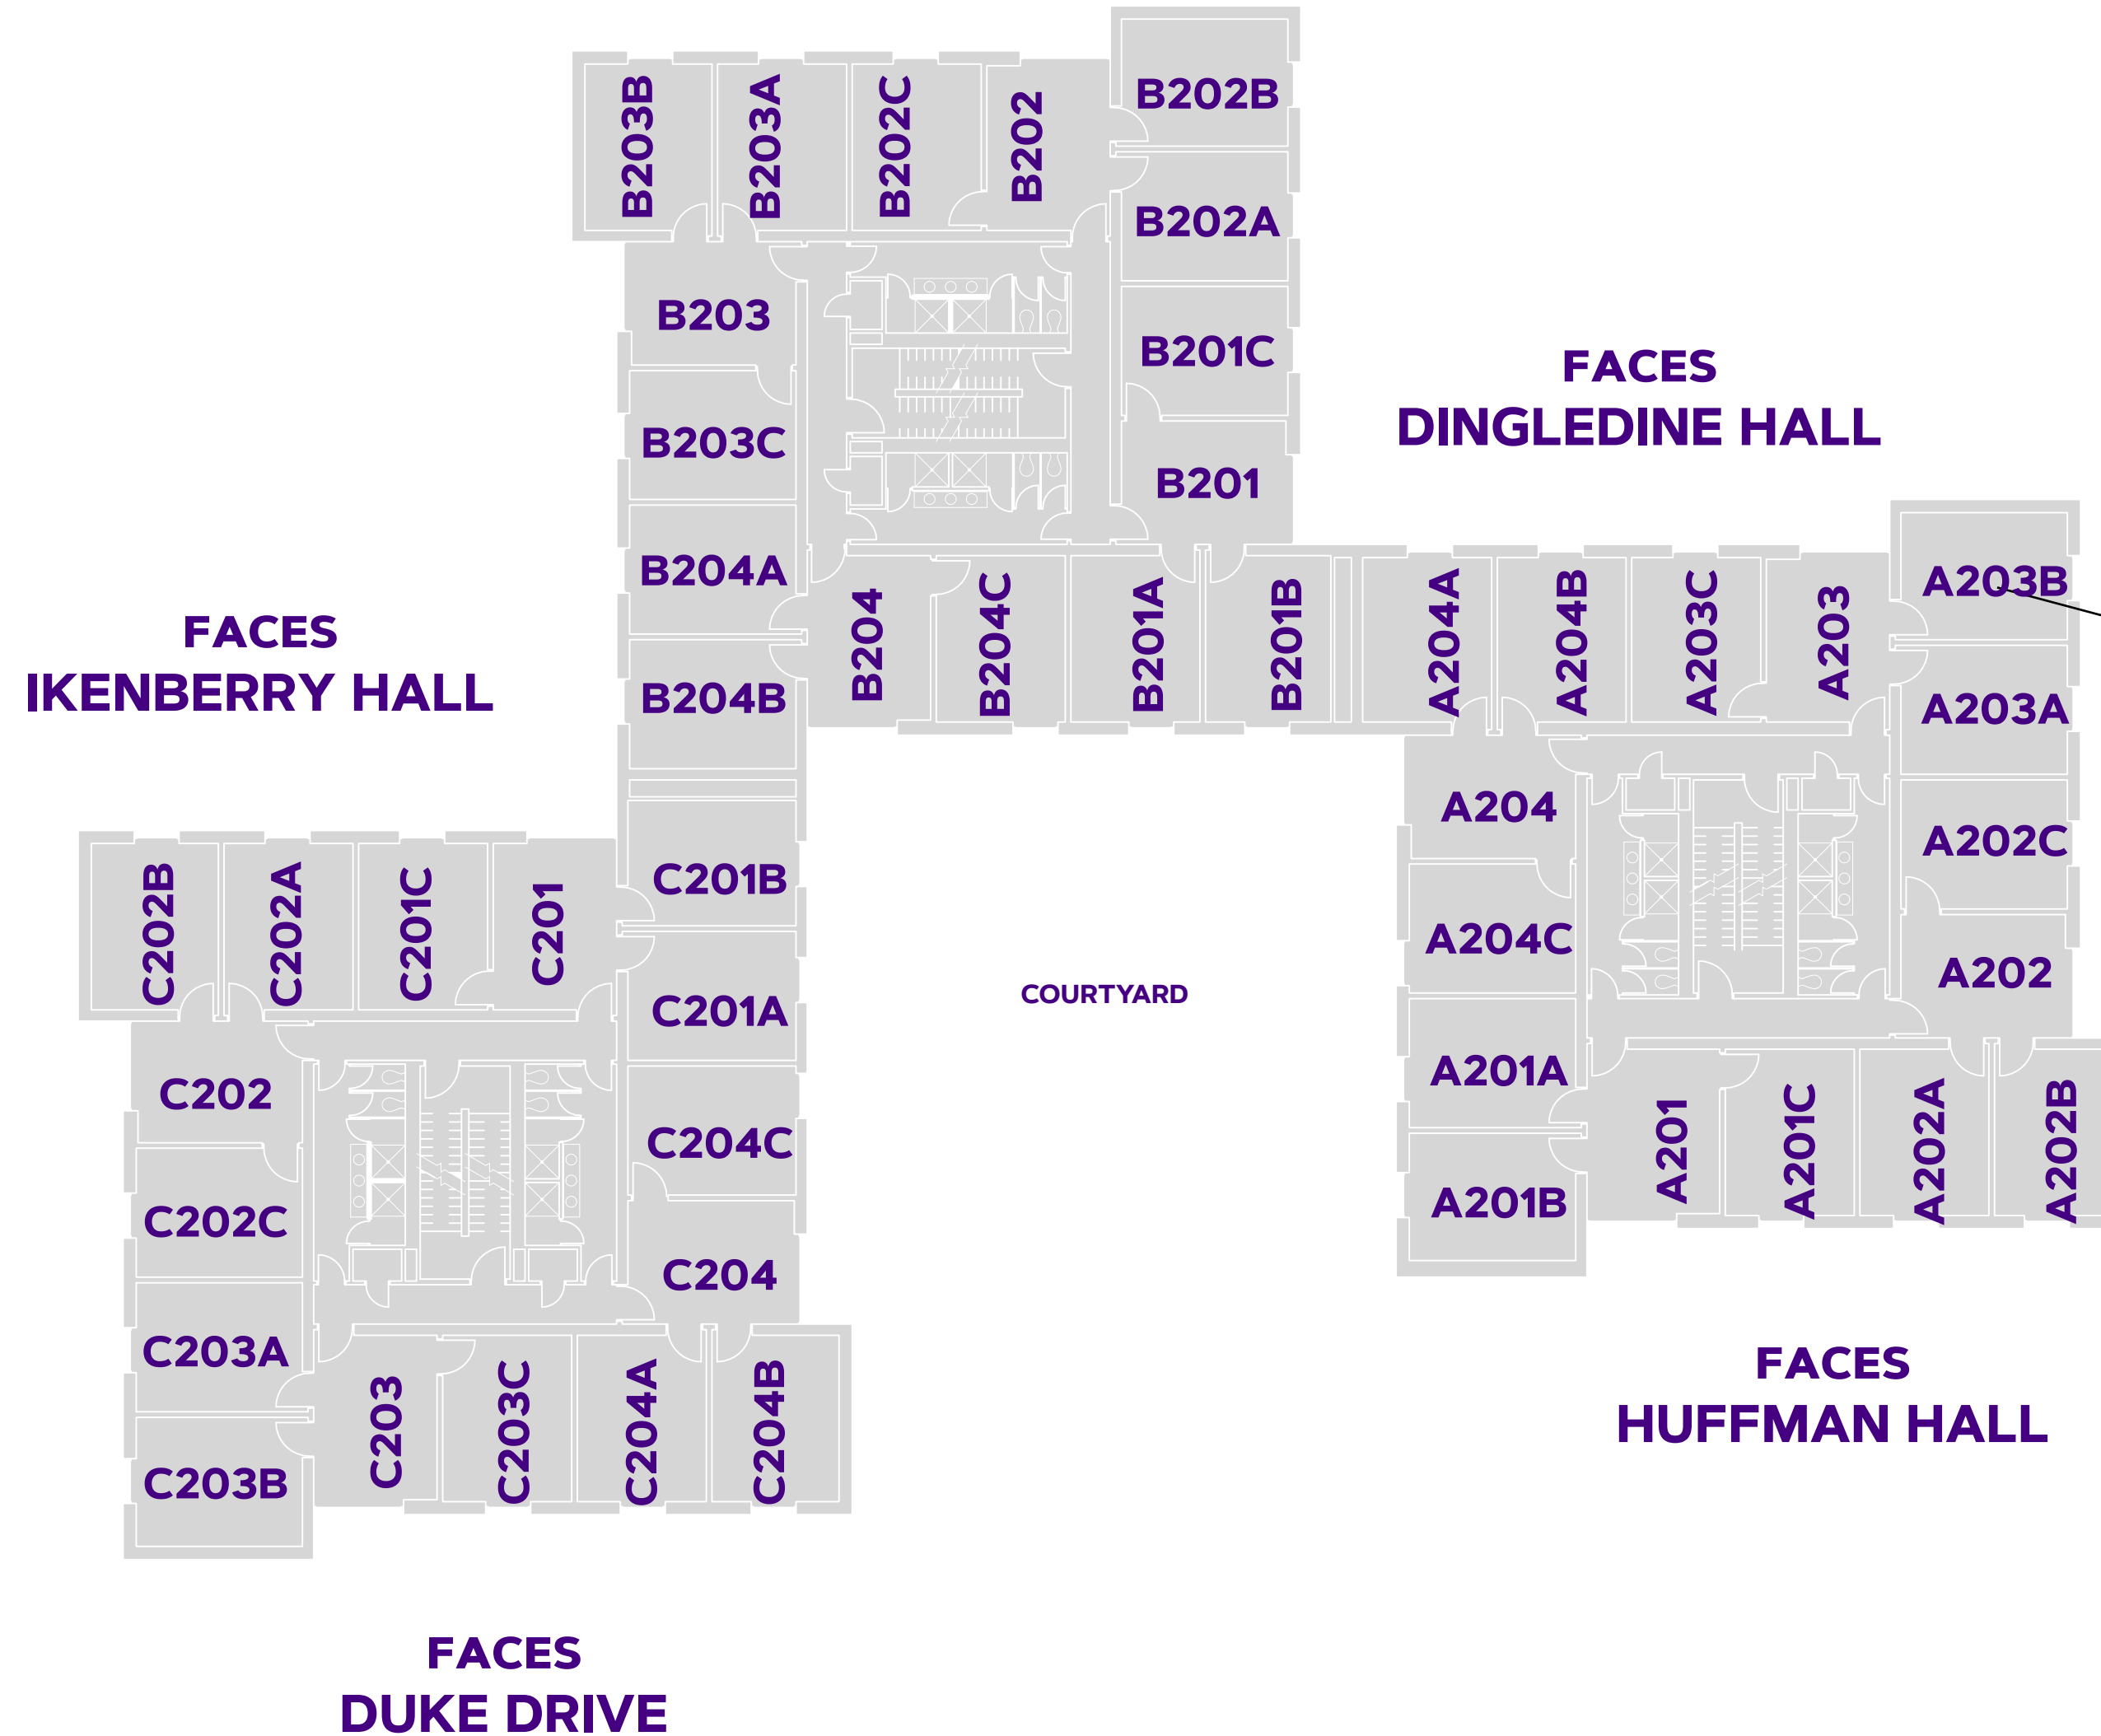 B203B
B203A
B202C
B202
B202B
B202A
B203
B201C
B203C
B201
B204A
B204
B204C
B201A
B201B
B204B
FACES
DINGLEDINE HALL
A204A
A204B
A203C
A203
A203B
A203A
A204
A202C
A204C
A202
A201A
A201
A201C
A202A
A202B
A201B
FACES
IKENBERRY HALL
C202B
C202A
C201C
C201
C201B
C201A
COURTYARD
C202
C204C
C202C
C204
C203A
C203
C203C
C204A
C204B
C203B
FACES
HUFFMAN HALL
FACES
DUKE DRIVE